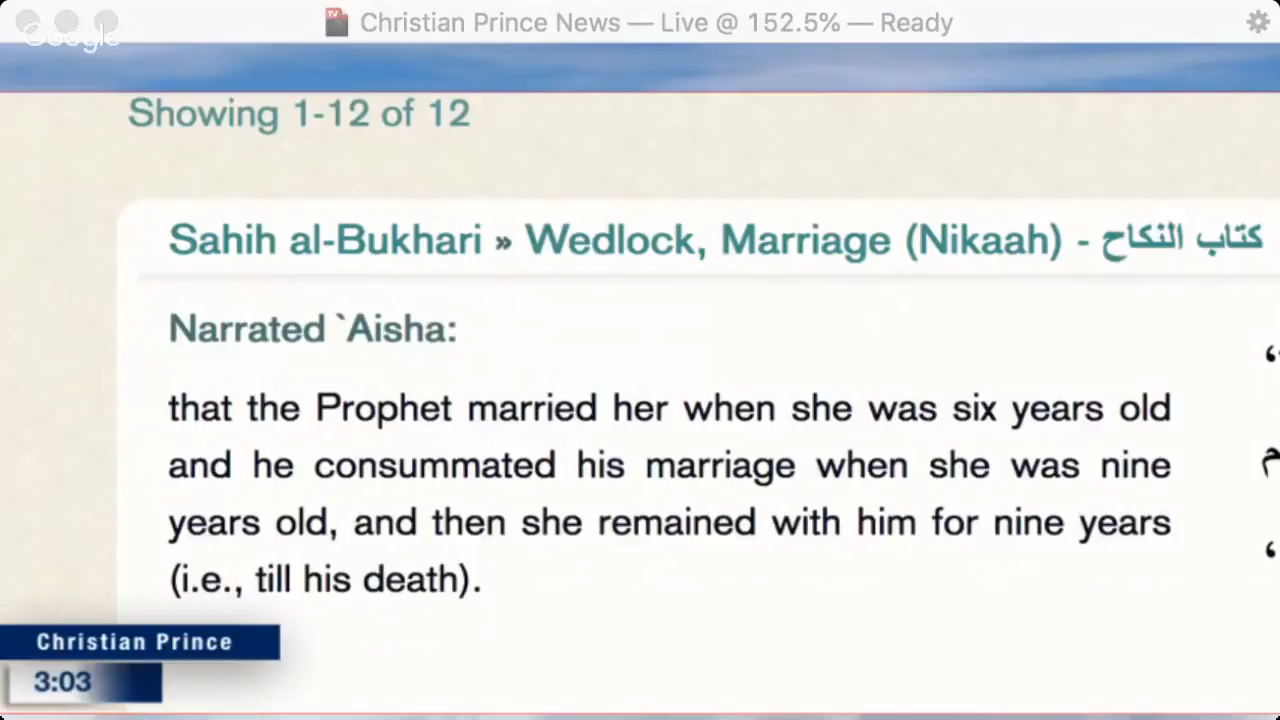 Christian Prince News — Live @ 152.5% — Ready
Google
Showing 1-12 of 12
Sahih al-Bukhari » Wedlock, Marriage (Nikaah) - كتاب النكاح
Narrated `Aisha:
that the Prophet married her when she was six years old
and he consummated his marriage when she was nine
years old, and then she remained with him for nine years
(i.e., till his death).
Christian Prince
3:03